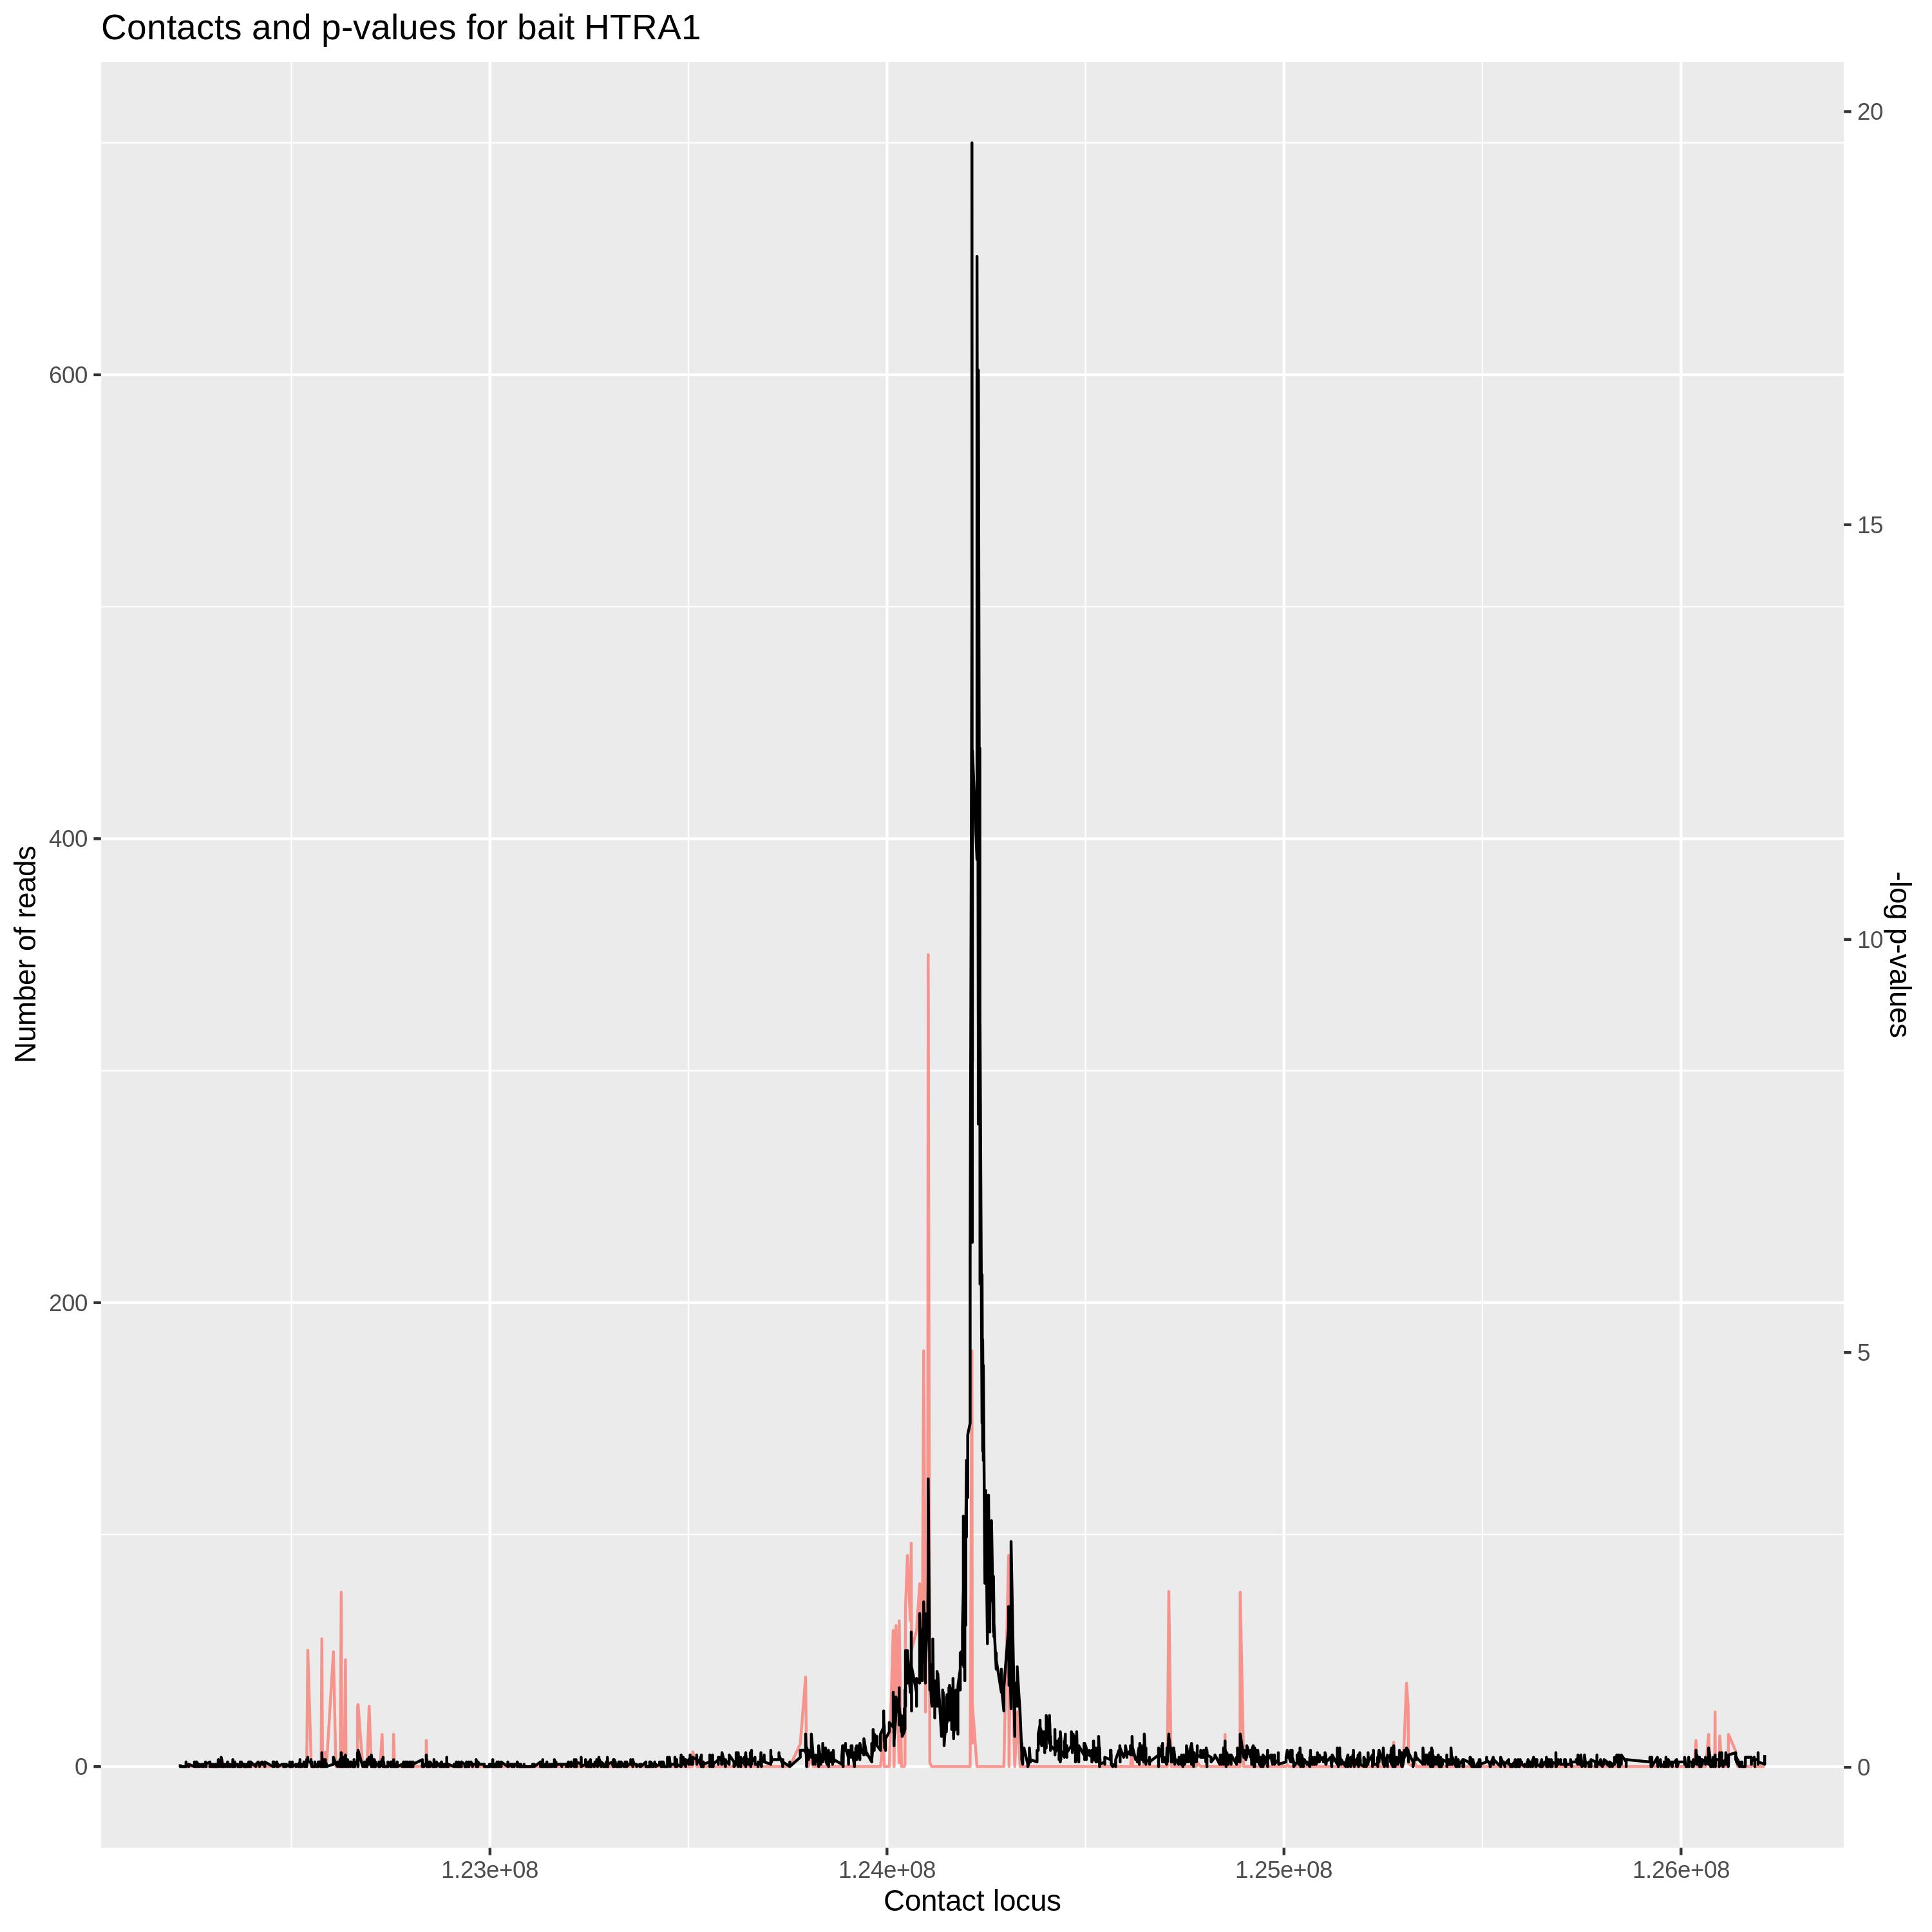 Contacts and p-values for bait HTRA1
Number of reads
600
400
200
0
20
15
10
5
0
-log p-values
1.23e+08
1.24e+08
1.25e+08
1.26e+08
Contact locus